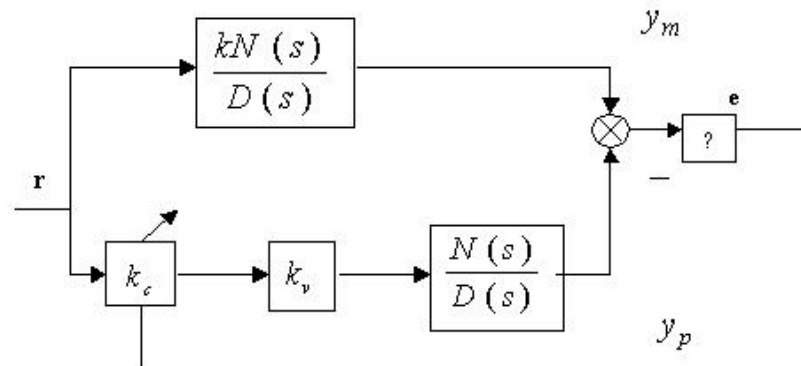 y_m
kN(s)
D(s)
e
?
r
–
N(s)
D(s)
k_c
k_v
y_p